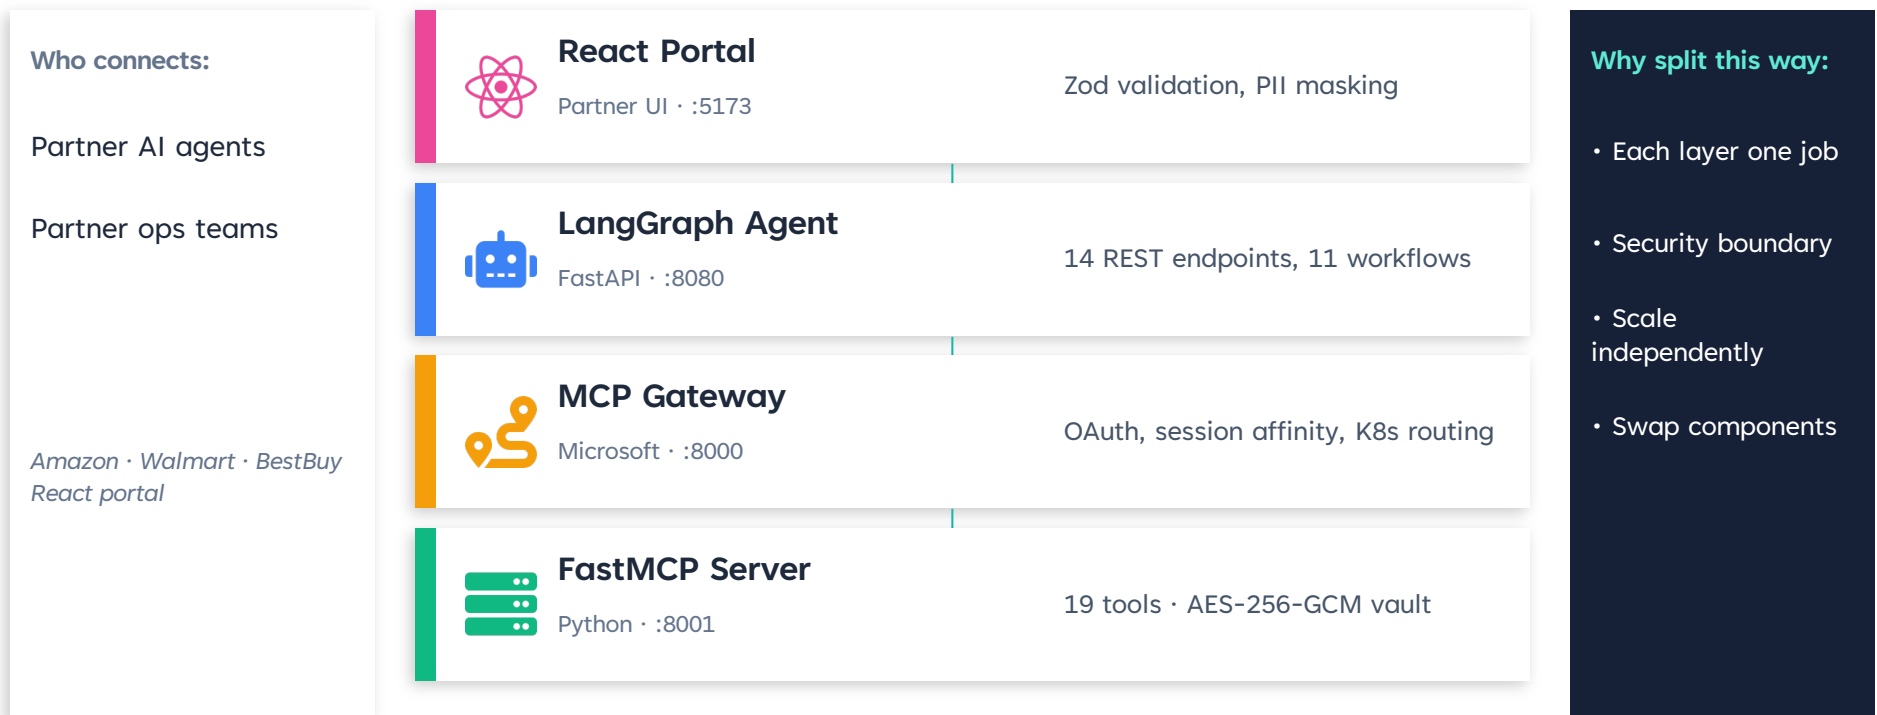 Who connects:
Partner AI agents
Partner ops teams
Amazon · Walmart · BestBuy
React portal
React Portal
Partner UI · :5173
Zod validation, PII masking
LangGraph Agent
FastAPI · :8080
14 REST endpoints, 11 workflows
MCP Gateway
Microsoft · :8000
OAuth, session affinity, K8s routing
FastMCP Server
Python · :8001
19 tools · AES-256-GCM vault
Why split this way:
• Each layer one job
• Security boundary
• Scale
independently
• Swap components